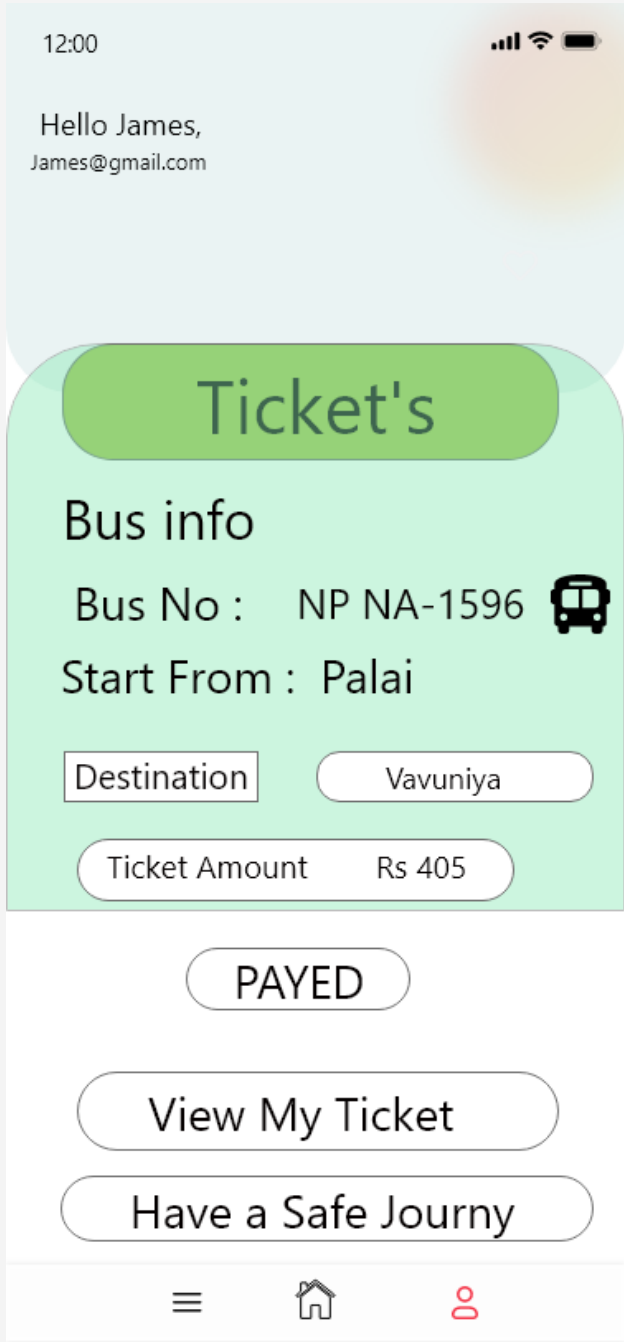 12:00
Hello James,
James@gmail.com
Ticket's
Bus info
Bus No : NP NA-1596
Start From : Palai
Destination Vavuniya
Ticket Amount Rs 405
PAYED
View My Ticket
Have a Safe Journy